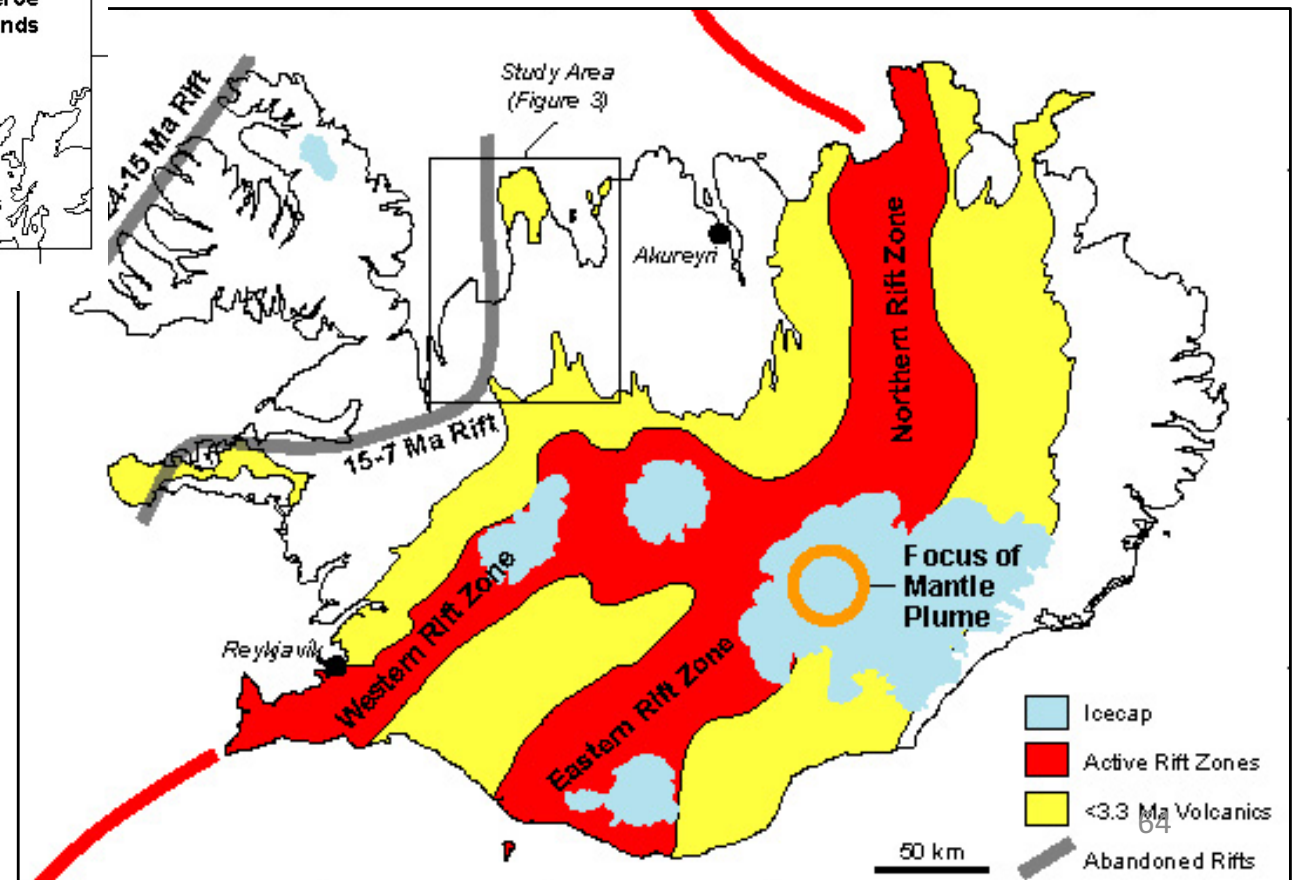 nds
Study Area
(Figure 3)
-15 Ma Rift
Akureyri
Northern Rift Zone
15-7 Ma Rift
Focus of
Mantle
Plume
Western Rift Zone
Reykjavik
Eastern Rift Zone
Icecap
Active Rift Zones
<3.3 Ma Volcanics
64
50 km
Abandoned Rifts